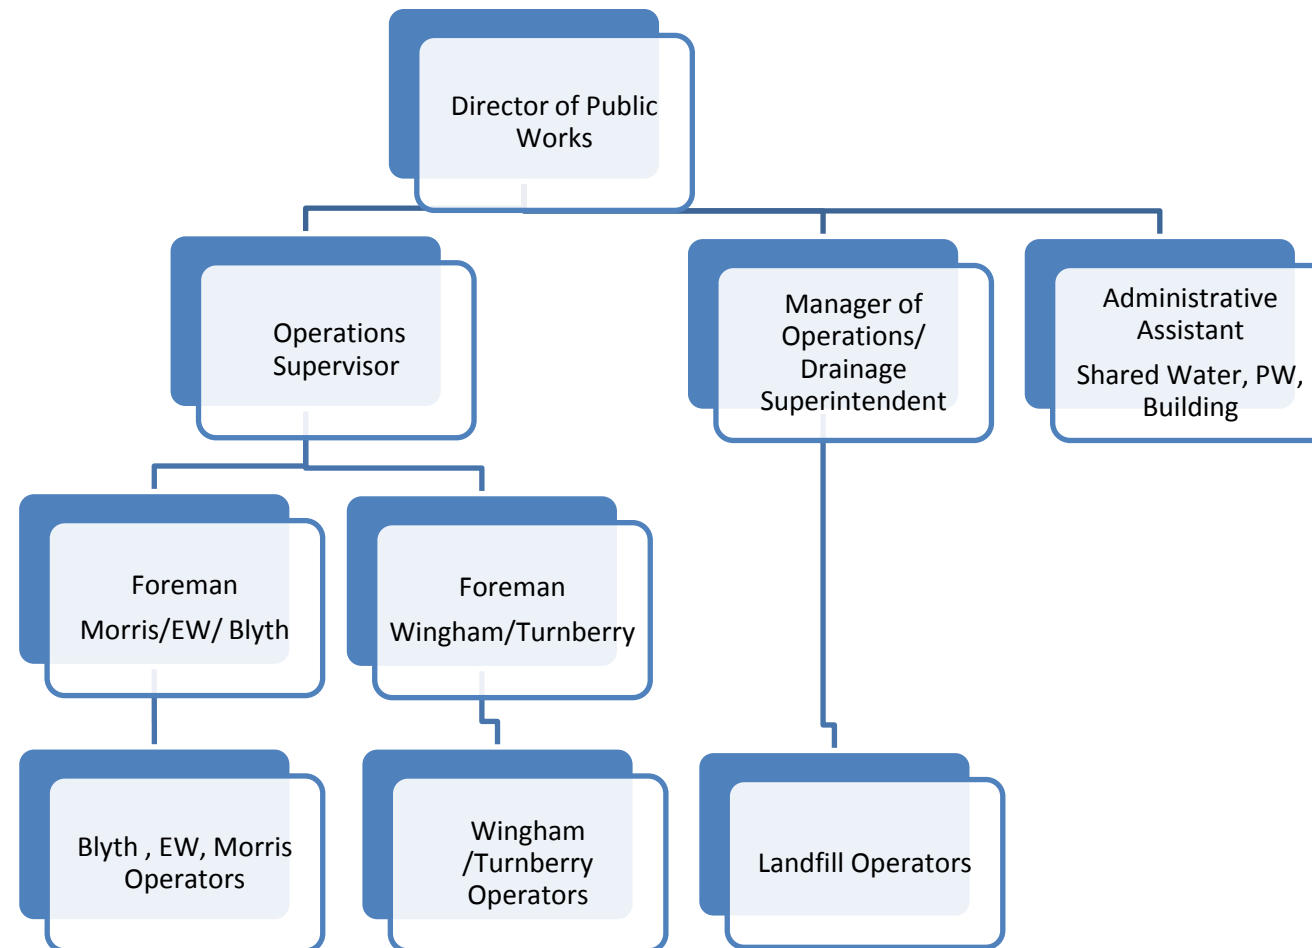 Director of Public
Works
Operations
Supervisor
Manager of
Operations/
Drainage
Superintendent
Administrative
Assistant
Shared Water, PW,
Building
Foreman
Morris/EW/ Blyth
Foreman
Wingham/Turnberry
Blyth , EW, Morris
Operators
Wingham
/Turnberry
Operators
Landfill Operators